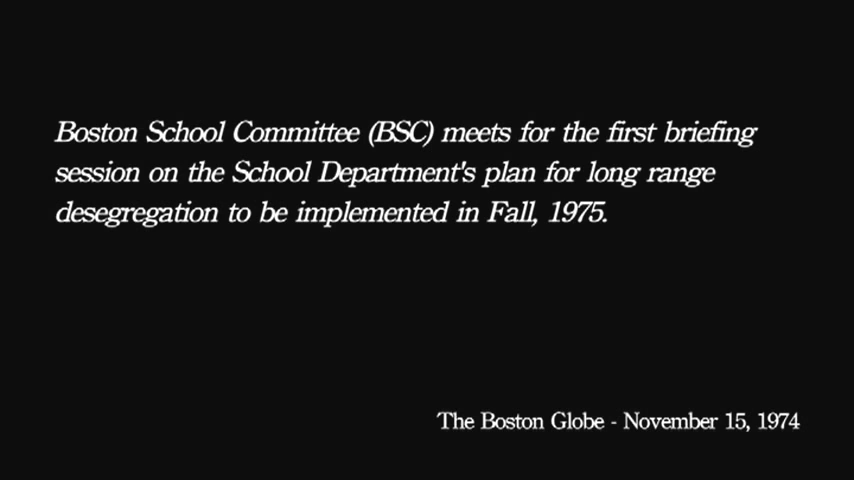 Boston School Committee (BSC) meets for the first briefing
session on the School Department's plan for long range
desegregation to be implemented in Fall, 1975.
The Boston Globe - November 15, 1974